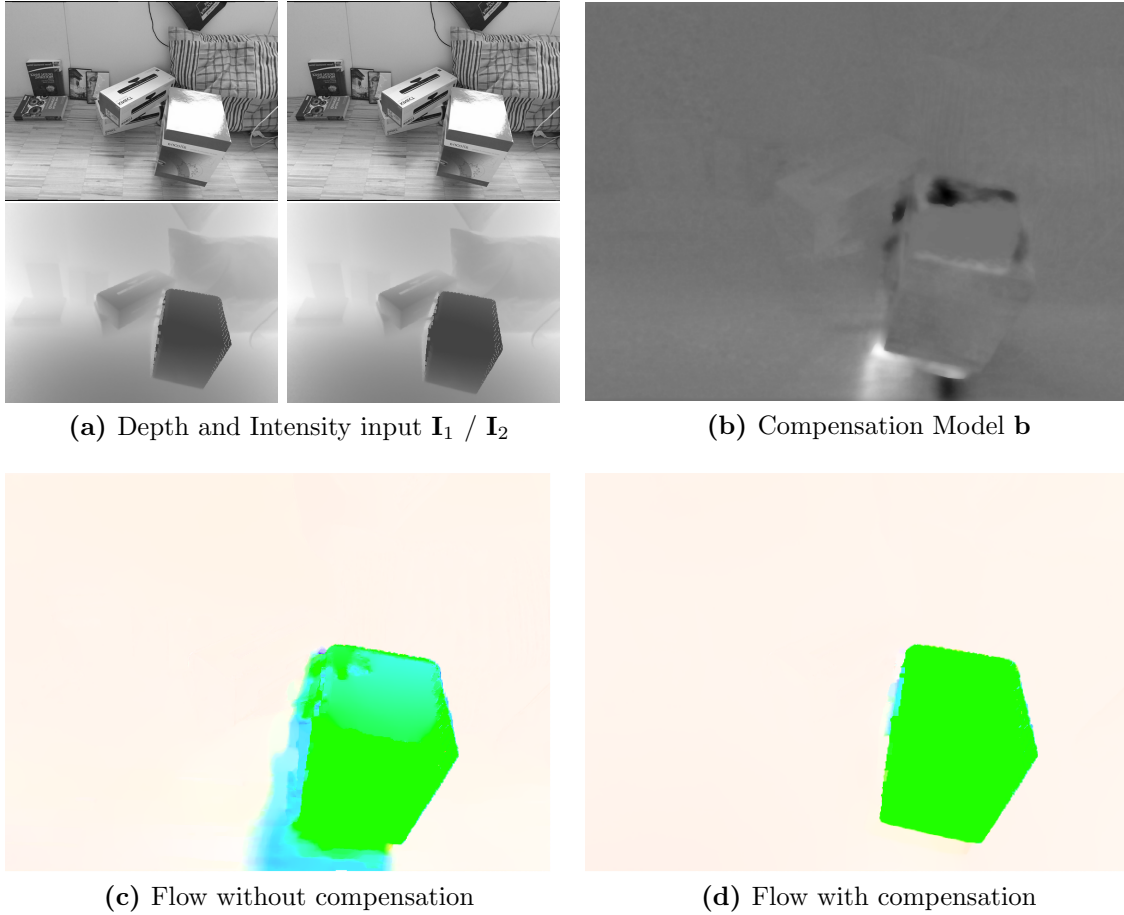 (a) Depth and Intensity input I₁ / I₂
(b) Compensation Model b
(c) Flow without compensation
(d) Flow with compensation